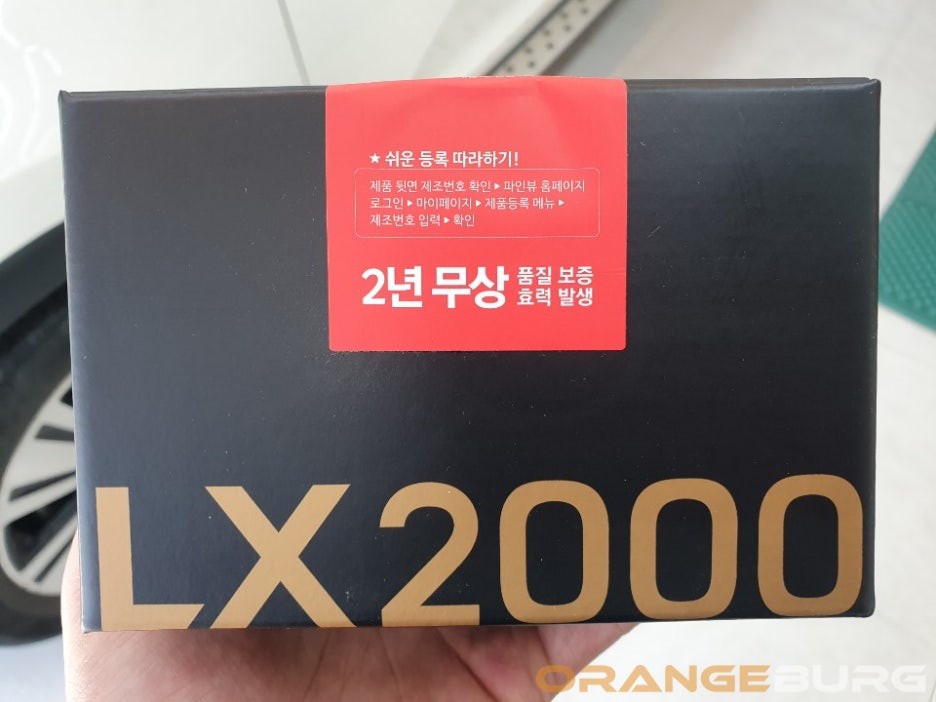 ★ 쉬운 등록 따라하기!
제품 뒷면 제조번호 확인 ▶ 파인뷰 홈페이지
로그인 ▶ 마이페이지 ▶ 제품등록 메뉴 ▶
제조번호 입력 ▶ 확인
2년 무상 품질 보증
효력 발생
LX2000
ORANGEBURG